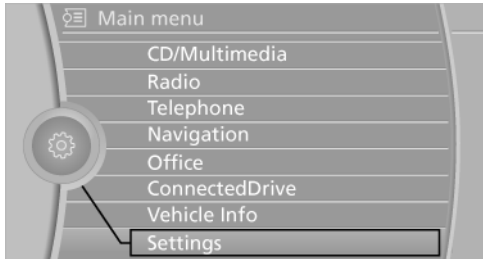 Main menu
CD/Multimedia
Radio
Telephone
Navigation
Office
ConnectedDrive
Vehicle Info
Settings